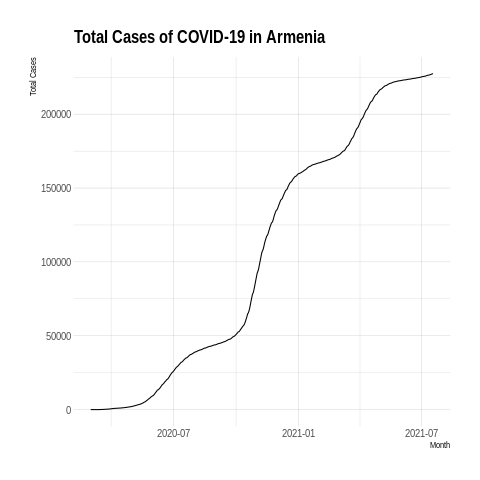 Total Cases of COVID-19 in Armenia
Total Cases
200000
150000
100000
50000
0
2020-07 2021-01 2021-07
Month